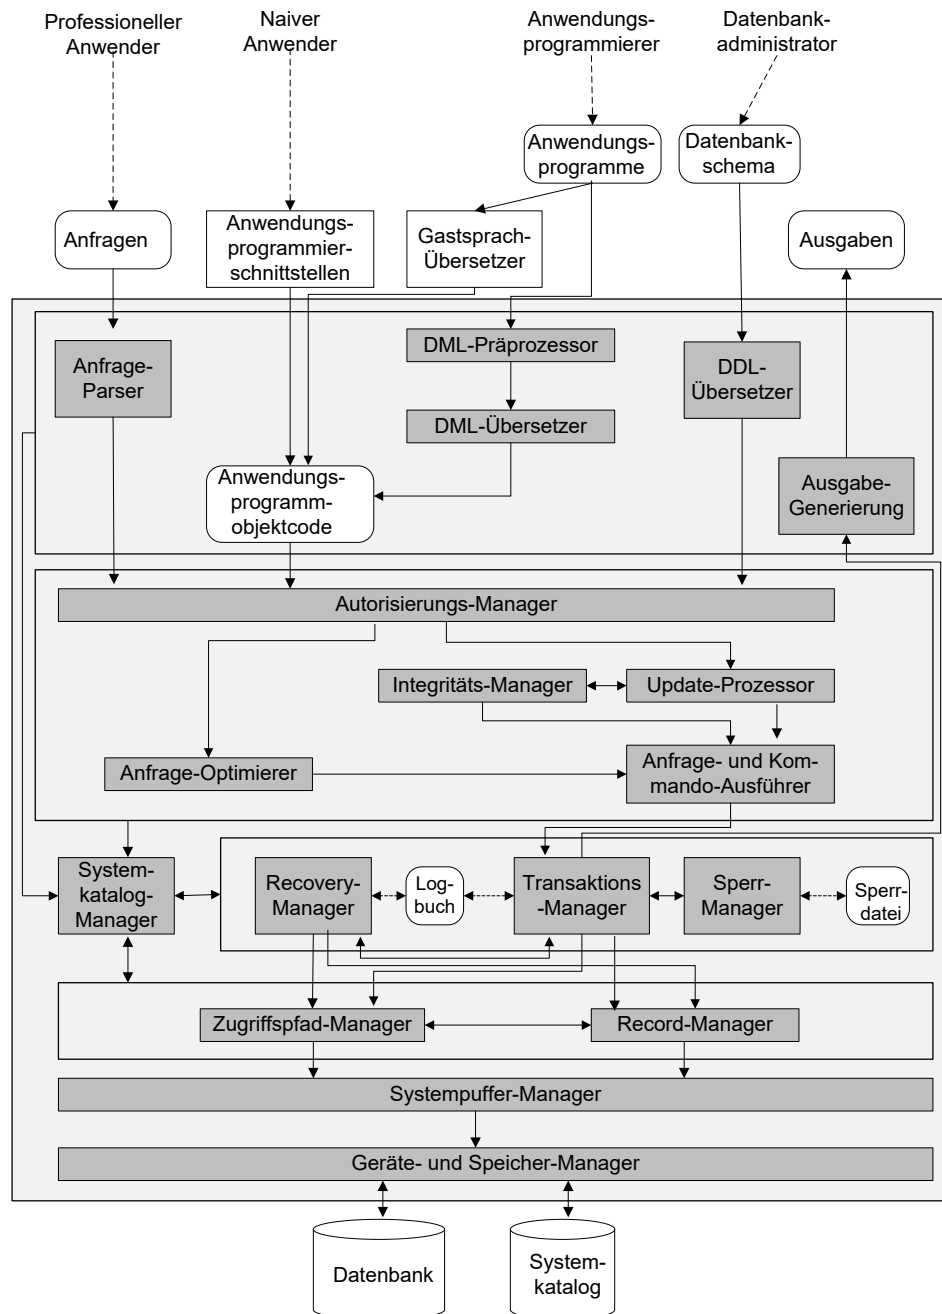 Professioneller
Anwender
Naiver
Anwender
Anwendungs-
programmierer
Datenbank-
administrator
Anwendungs-
programme
Datenbank-
schema
Anfragen
Anwendungs-
programmier-
schnittstellen
Gastsprach-
Übersetzer
Ausgaben
Anfrage-
Parser
DML-Präprozessor
DDL-
Übersetzer
DML-Übersetzer
Anwendungs-
programm-
objektcode
Ausgabe-
Generierung
Autorisierungs-Manager
Integritäts-Manager
Update-Prozessor
Anfrage-Optimierer
Anfrage- und Kom-
mando-Ausführer
System-
katalog-
Manager
Recovery-
Manager
Log-
buch
Transaktions
-Manager
Sperr-
Manager
Sperr-
datei
Zugriffspfad-Manager
Record-Manager
Systempuffer-Manager
Geräte- und Speicher-Manager
Datenbank
System-
katalog